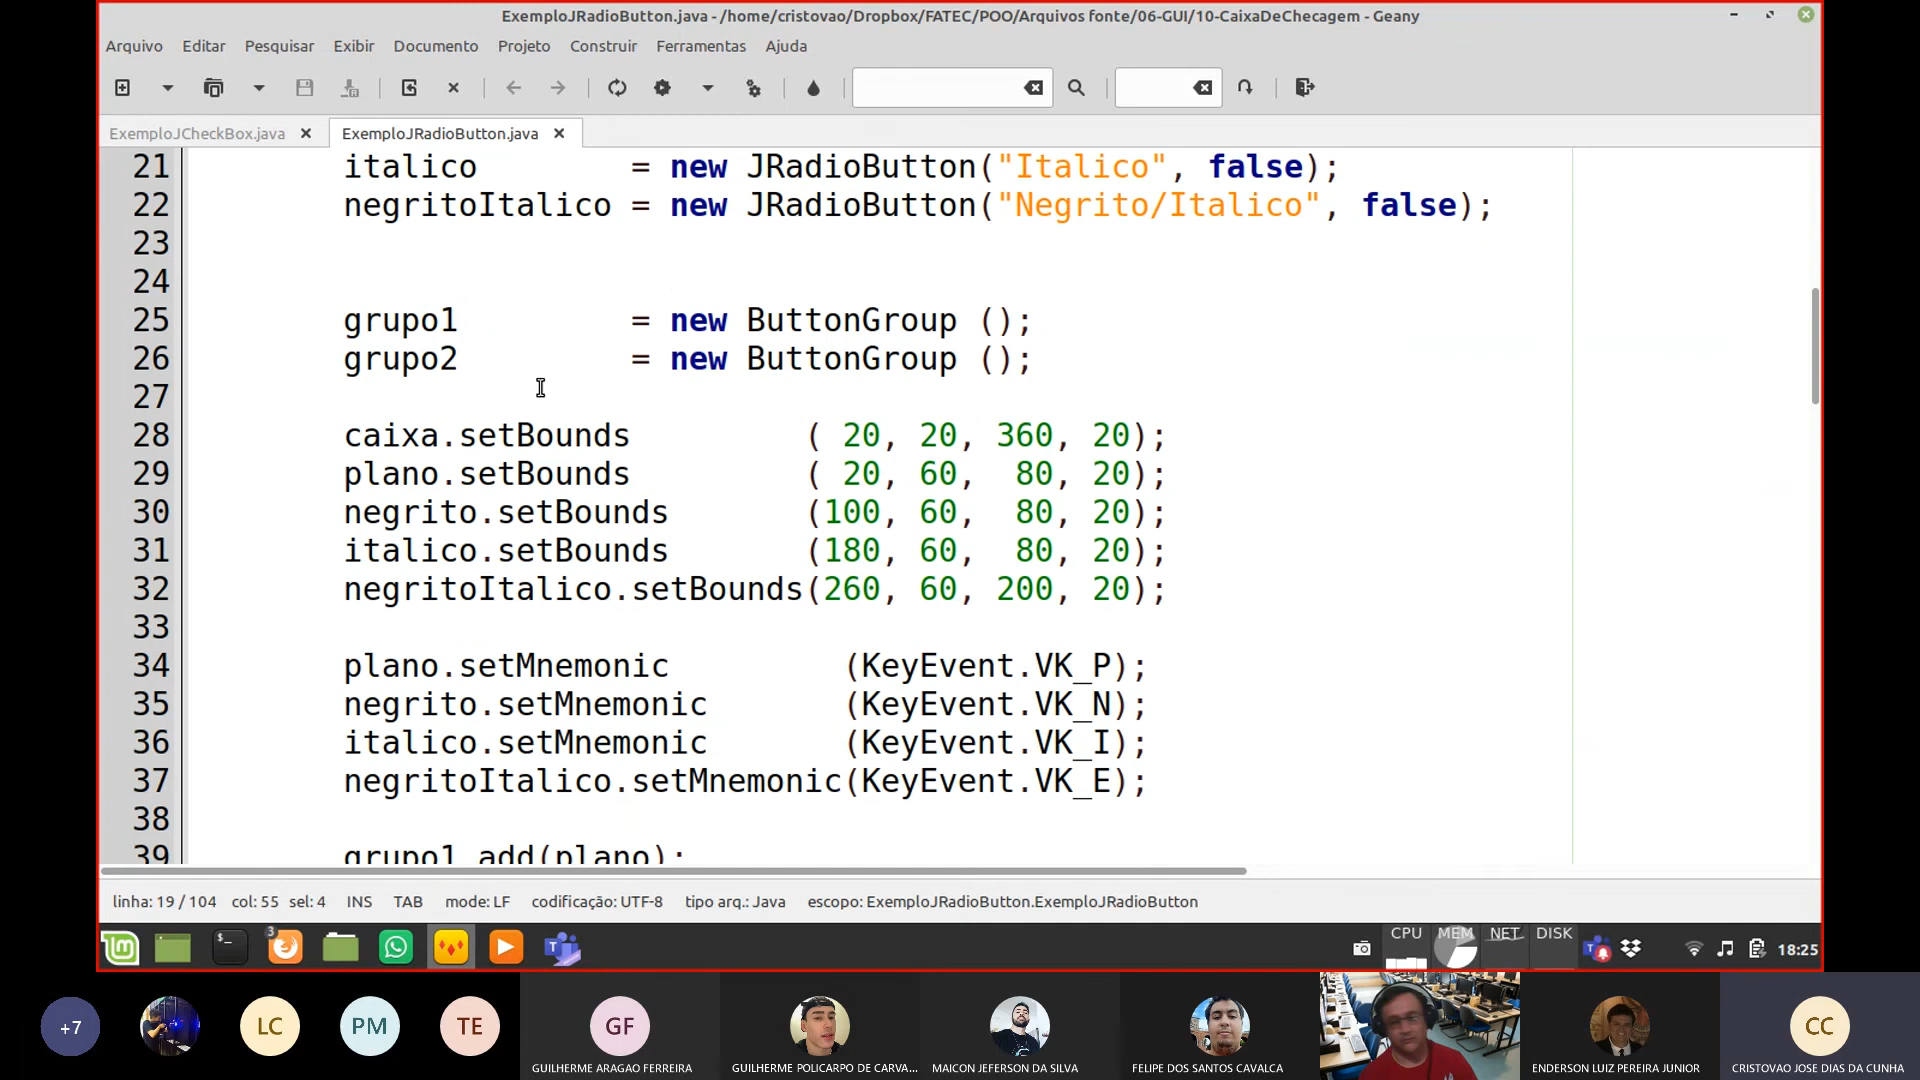 ExemploJRadioButton.java - /home/cristovao/Dropbox/FATEC/POO/Arquivos fonte/06-GUI/10-CaixaDeChecagem - Geany
Arquivo Editar Pesquisar Exibir Documento Projeto Construir Ferramentas Ajuda
ExemploJCheckBox.java ExemploJRadioButton.java
21 italico = new JRadioButton("Italico", false);
22 negritoItalico = new JRadioButton("Negrito/Italico", false);
23
24
25 grupo1 = new ButtonGroup ();
26 grupo2 = new ButtonGroup ();
27
28 caixa.setBounds ( 20, 20, 360, 20);
29 plano.setBounds ( 20, 60, 80, 20);
30 negrito.setBounds (100, 60, 80, 20);
31 italico.setBounds (180, 60, 80, 20);
32 negritoItalico.setBounds(260, 60, 200, 20);
33
34 plano.setMnemonic (KeyEvent.VK_P);
35 negrito.setMnemonic (KeyEvent.VK_N);
36 italico.setMnemonic (KeyEvent.VK_I);
37 negritoItalico.setMnemonic(KeyEvent.VK_E);
38
39 grupo1.add(plano);
linha: 19 / 104 col: 55 sel: 4 INS TAB mode: LF codificação: UTF-8 tipo arq.: Java escopo: ExemploJRadioButton.ExemploJRadioButton
3 CPU MEM NET DISK 18:25
+7 LC PM TE GF CC
GUILHERME ARAGAO FERREIRA GUILHERME POLICARPO DE CARVA... MAICON JEFERSON DA SILVA FELIPE DOS SANTOS CAVALCA ENDERSON LUIZ PEREIRA JUNIOR CRISTOVAO JOSE DIAS DA CUNHA